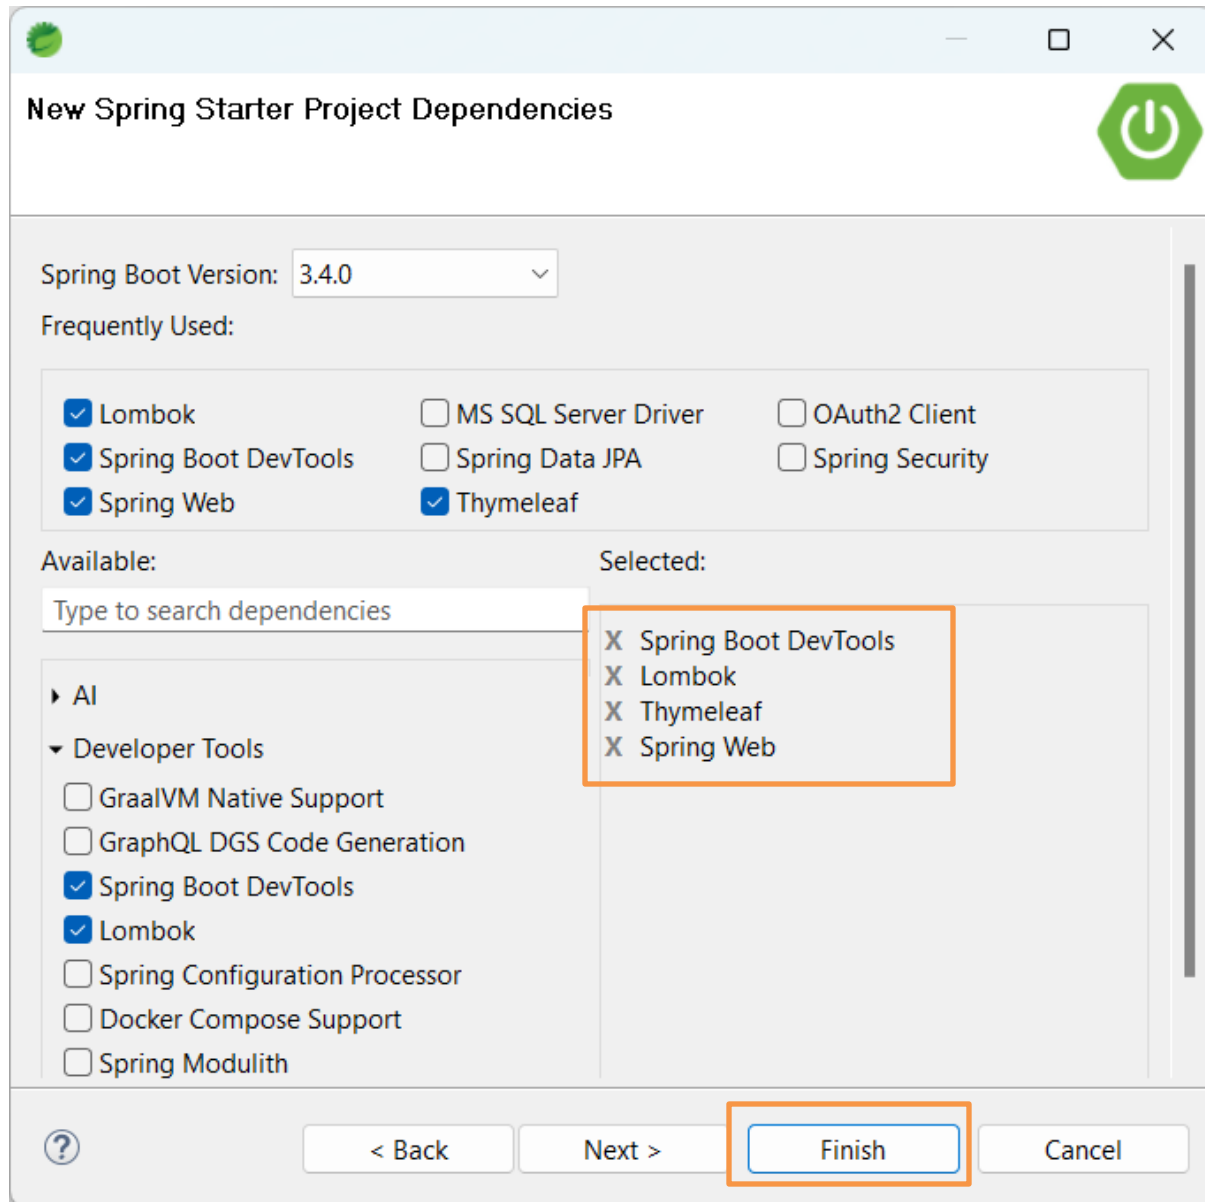 New Spring Starter Project Dependencies
Spring Boot Version: 3.4.0
Frequently Used:
Lombok MS SQL Server Driver OAuth2 Client
Spring Boot DevTools Spring Data JPA Spring Security
Spring Web Thymeleaf
Available: Selected:
Type to search dependencies
X Spring Boot DevTools
X Lombok
X Thymeleaf
X Spring Web
AI
Developer Tools
GraalVM Native Support
GraphQL DGS Code Generation
Spring Boot DevTools
Lombok
Spring Configuration Processor
Docker Compose Support
Spring Modulith
? < Back Next > Finish Cancel